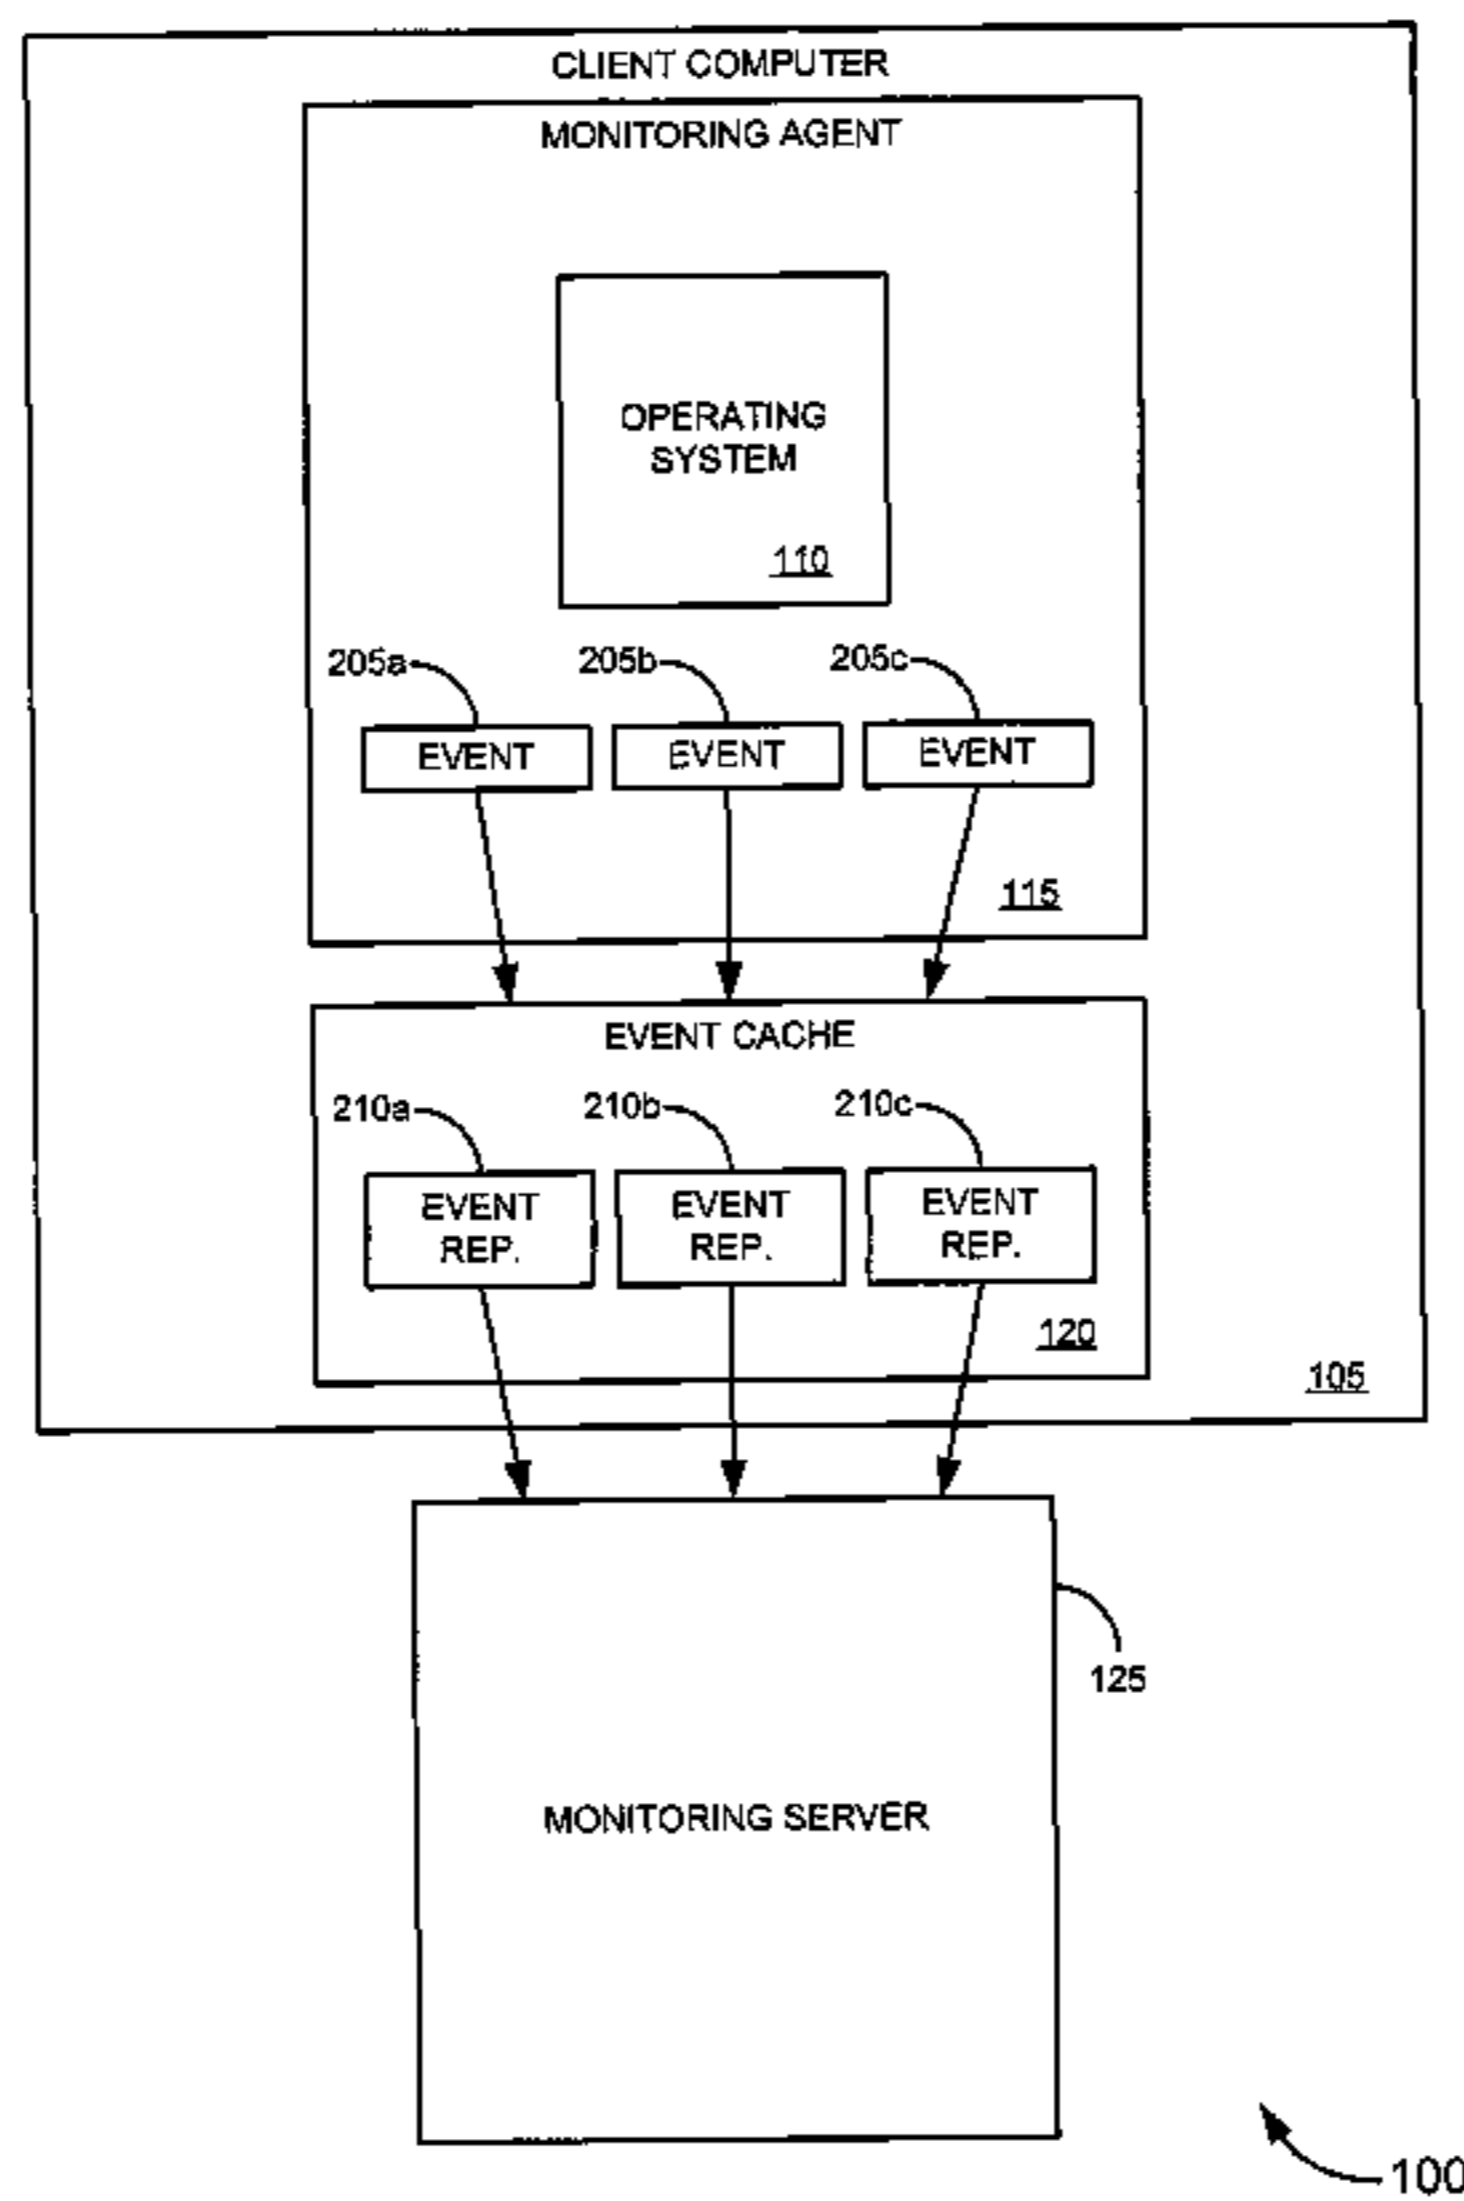 CLIENT COMPUTER
MONITORING AGENT
OPERATING
SYSTEM
110
205a 205b 205c
EVENT EVENT EVENT
115
EVENT CACHE
210a 210b 210c
EVENT EVENT EVENT
REP. REP. REP.
120
105
125
MONITORING SERVER
100